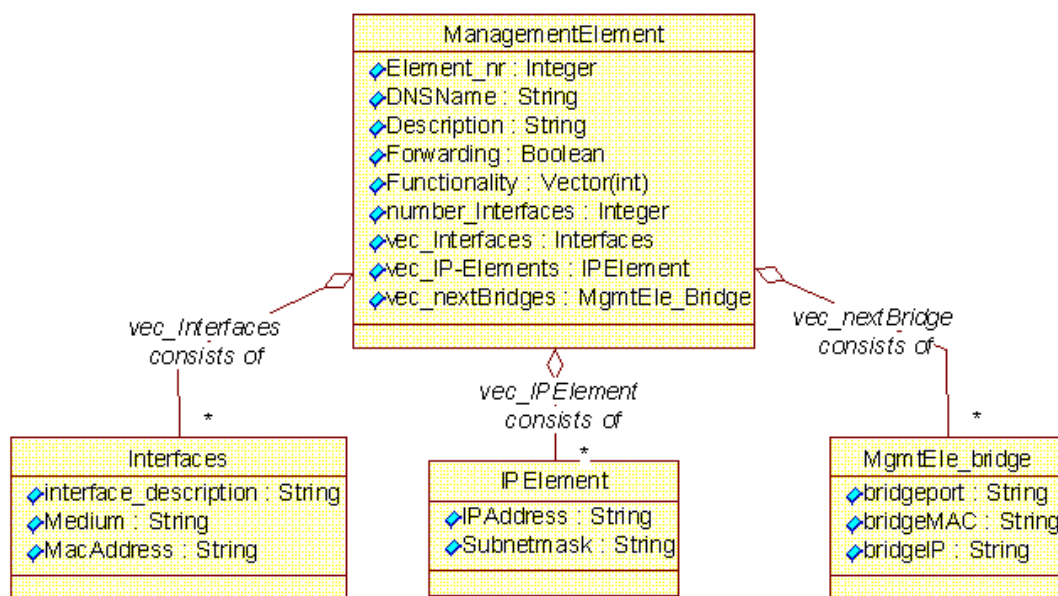 ManagementElement
Element_nr : Integer
DNSName : String
Description : String
Forwarding : Boolean
Functionality : Vector(int)
number_Interfaces : Integer
vec_Interfaces : Interfaces
vec_IP-Elements : IPElement
vec_nextBridges : MgmtEle_Bridge
vec_Interfaces
consists of
*
vec_IPElement
consists of
*
vec_nextBridge
consists of
*
Interfaces
interface_description : String
Medium : String
MacAddress : String
IPElement
IPAddress : String
Subnetmask : String
MgmtEle_bridge
bridgeport : String
bridgeMAC : String
bridgeIP : String